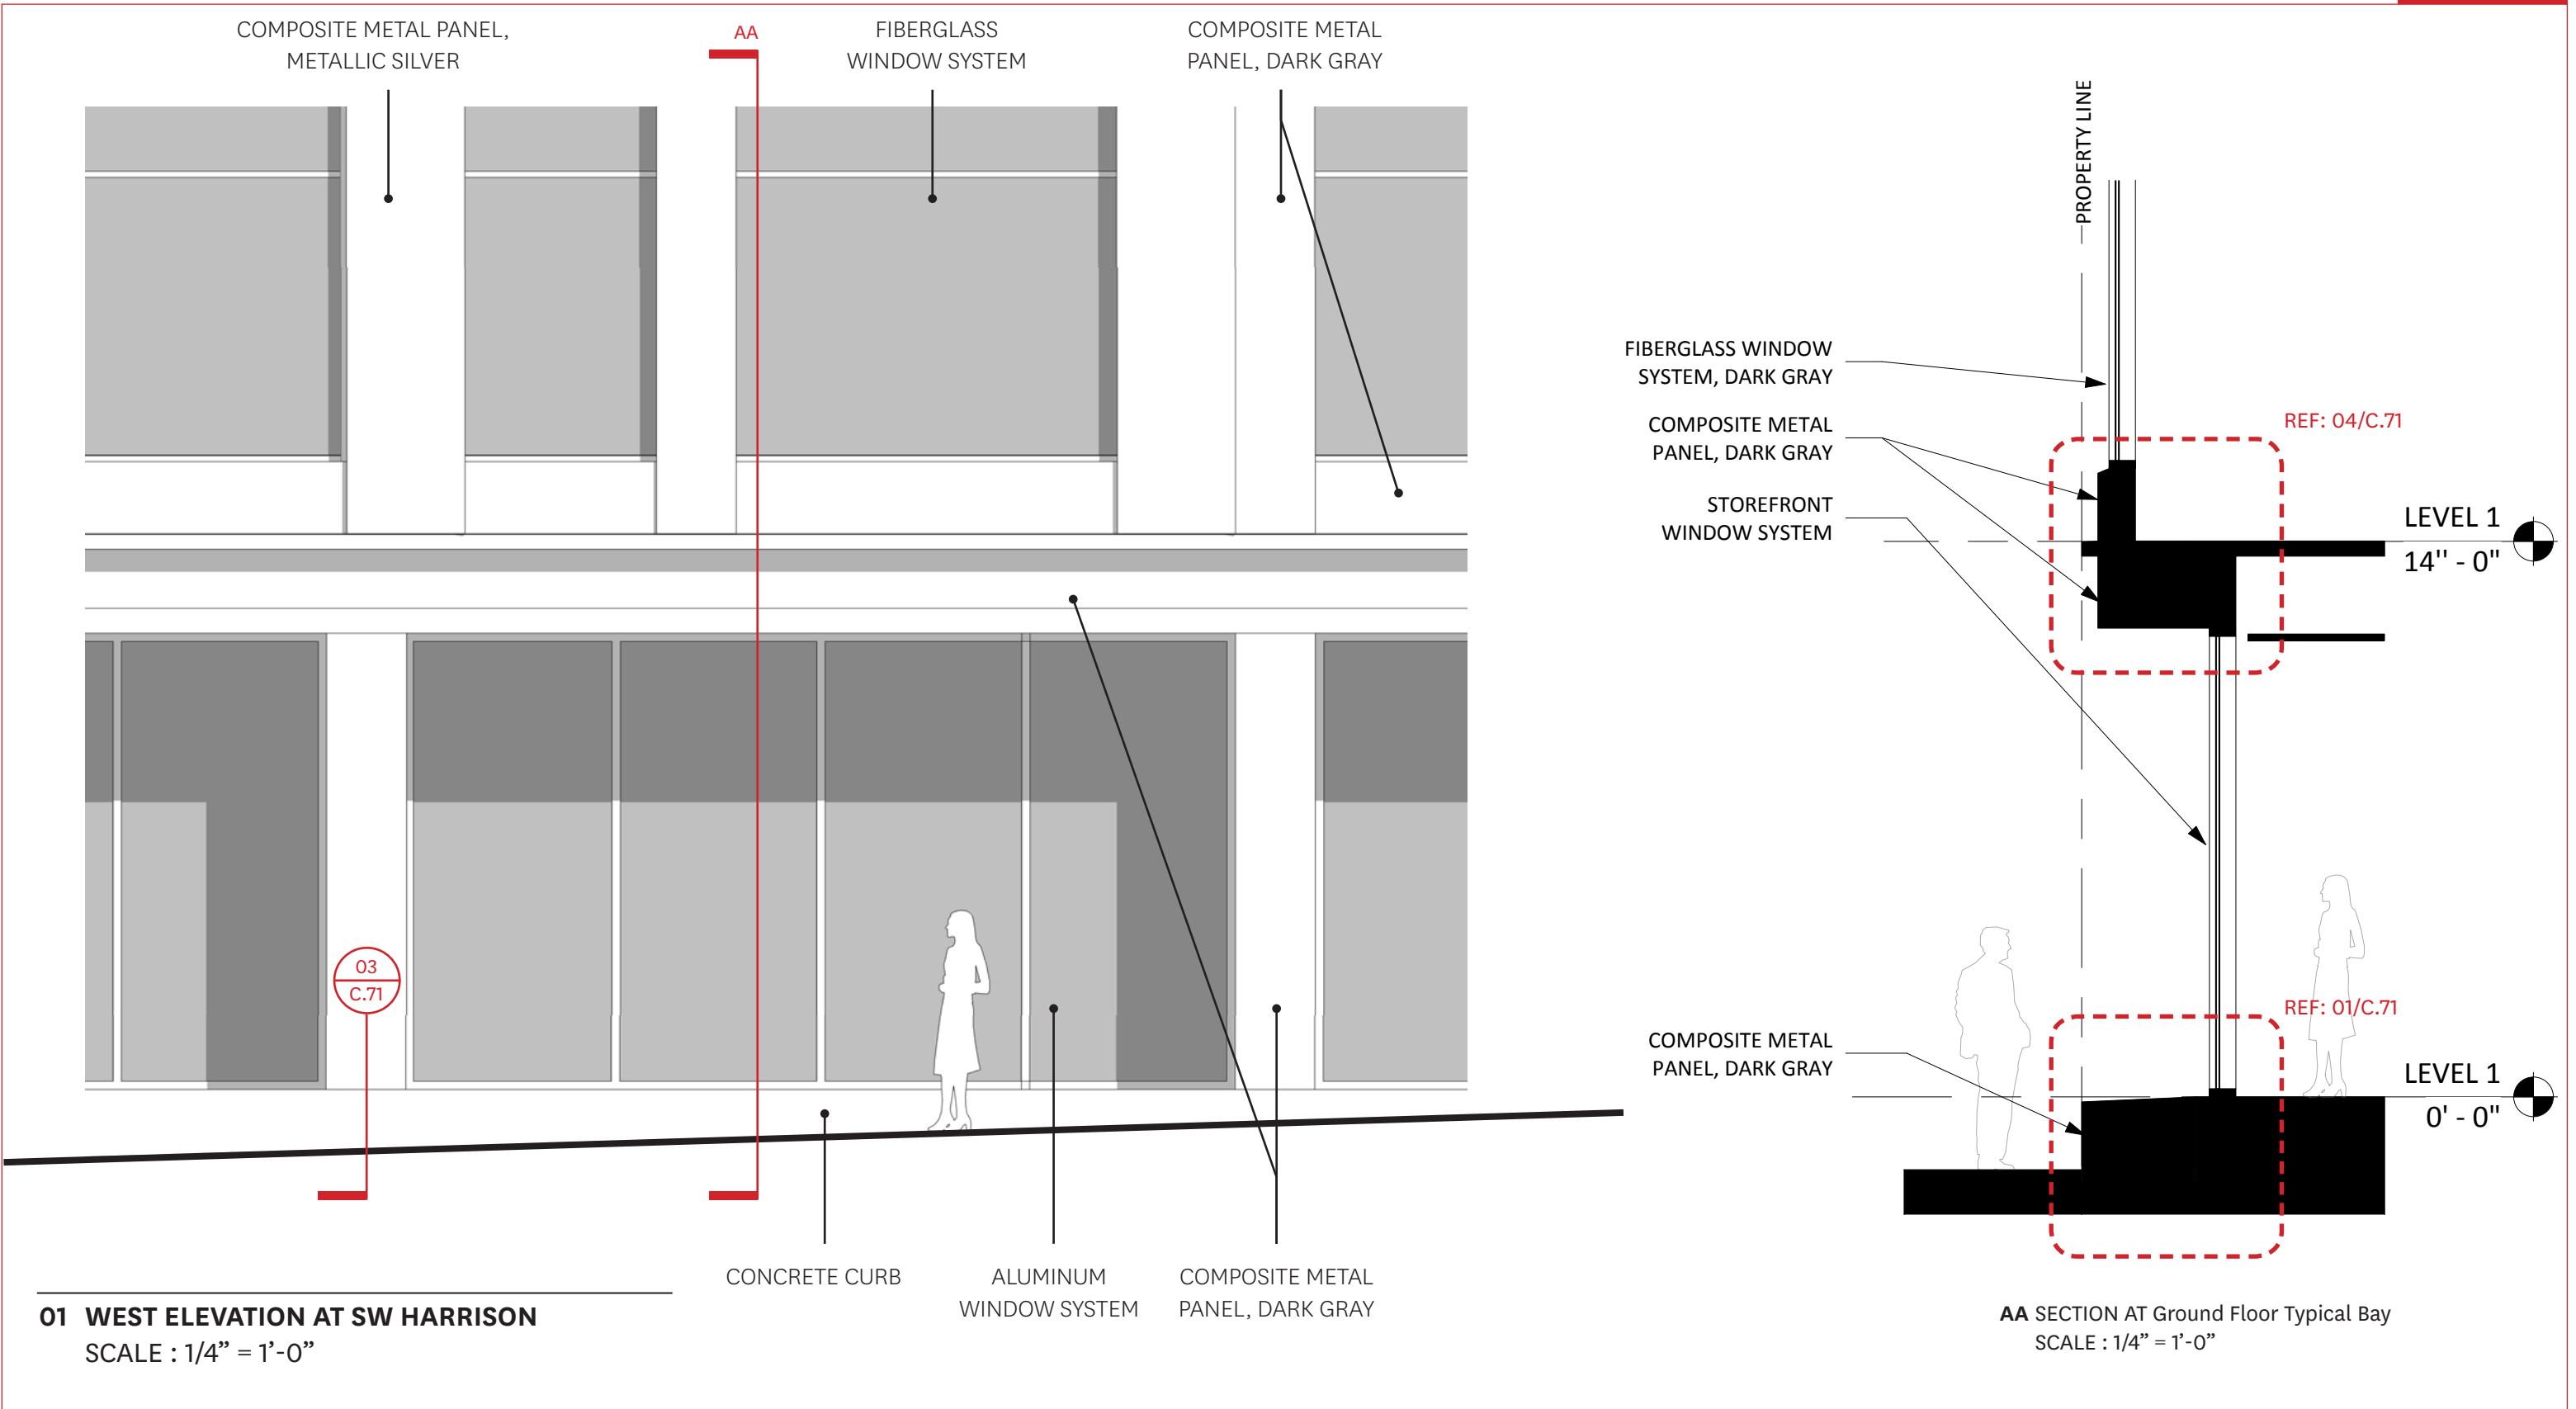 COMPOSITE METAL PANEL,
METALLIC SILVER
AA
FIBERGLASS
WINDOW SYSTEM
COMPOSITE METAL
PANEL, DARK GRAY
03
C.71
CONCRETE CURB
ALUMINUM
WINDOW SYSTEM
COMPOSITE METAL
PANEL, DARK GRAY
01 WEST ELEVATION AT SW HARRISON
SCALE : 1/4” = 1’-0”
PROPERTY LINE
FIBERGLASS WINDOW
SYSTEM, DARK GRAY
COMPOSITE METAL
PANEL, DARK GRAY
STOREFRONT
WINDOW SYSTEM
REF: 04/C.71
LEVEL 1
14'' - 0"
COMPOSITE METAL
PANEL, DARK GRAY
REF: 01/C.71
LEVEL 1
0' - 0"
AA SECTION AT Ground Floor Typical Bay
SCALE : 1/4” = 1’-0”